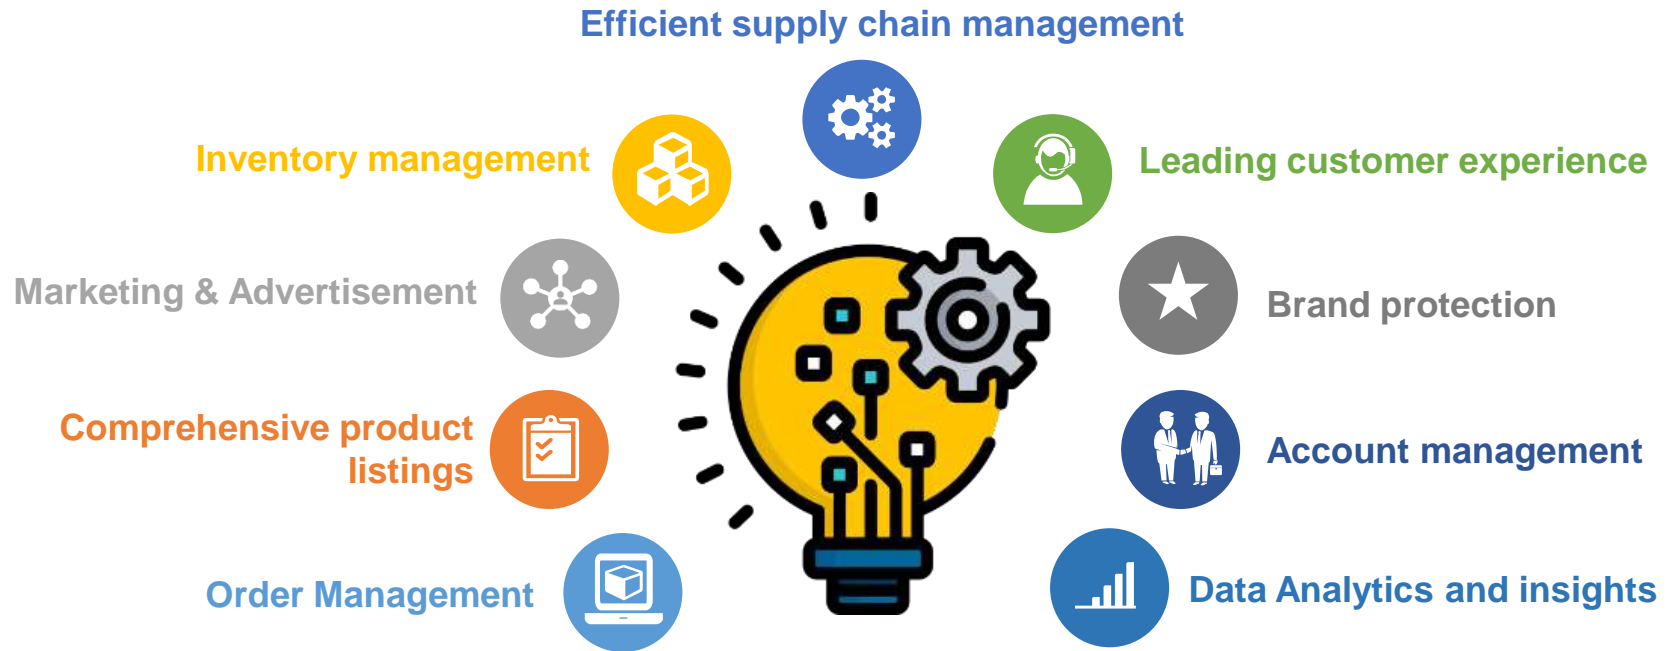 Efficient supply chain management
Inventory management
Leading customer experience
Marketing & Advertisement
Brand protection
Comprehensive product
listings
Account management
Order Management
Data Analytics and insights